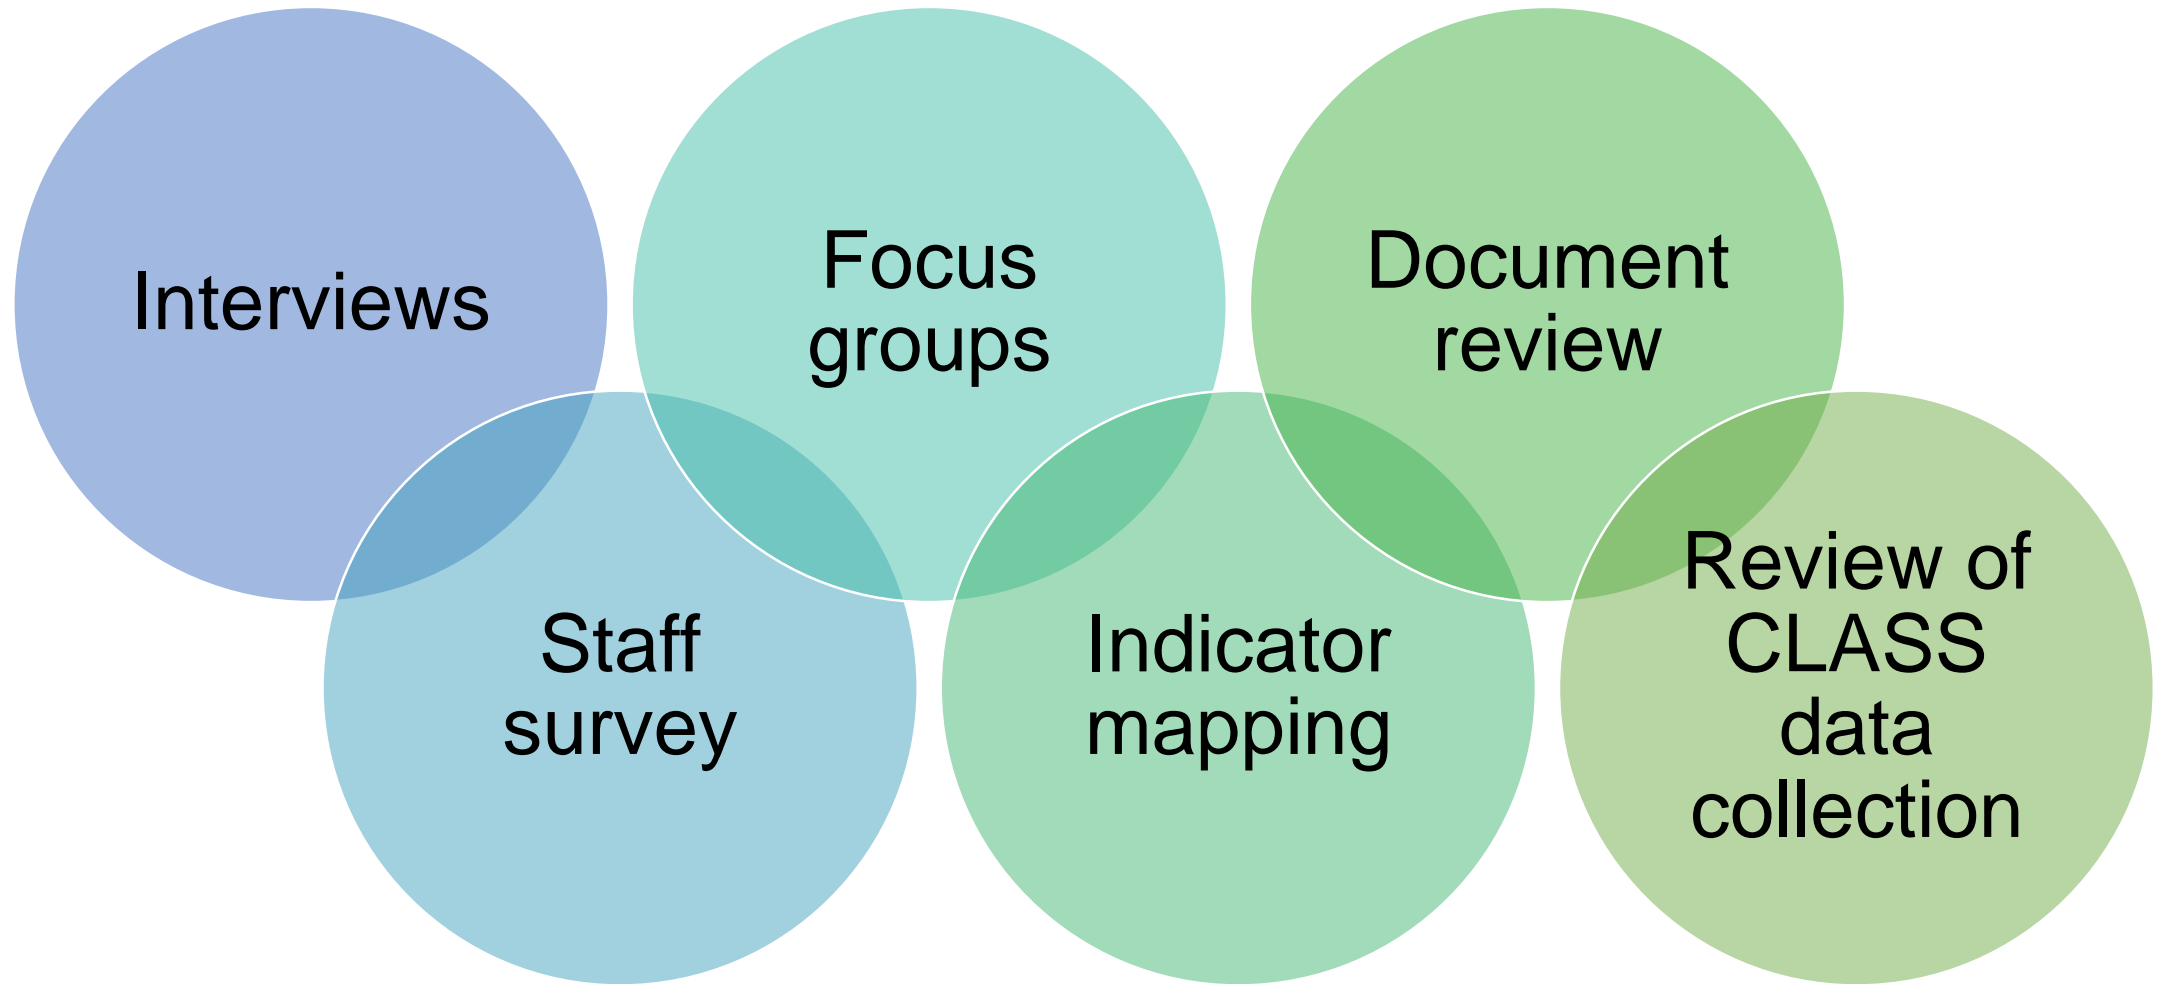 Interviews
Staff
survey
Focus
groups
Indicator
mapping
Document
review
Review of
CLASS
data
collection